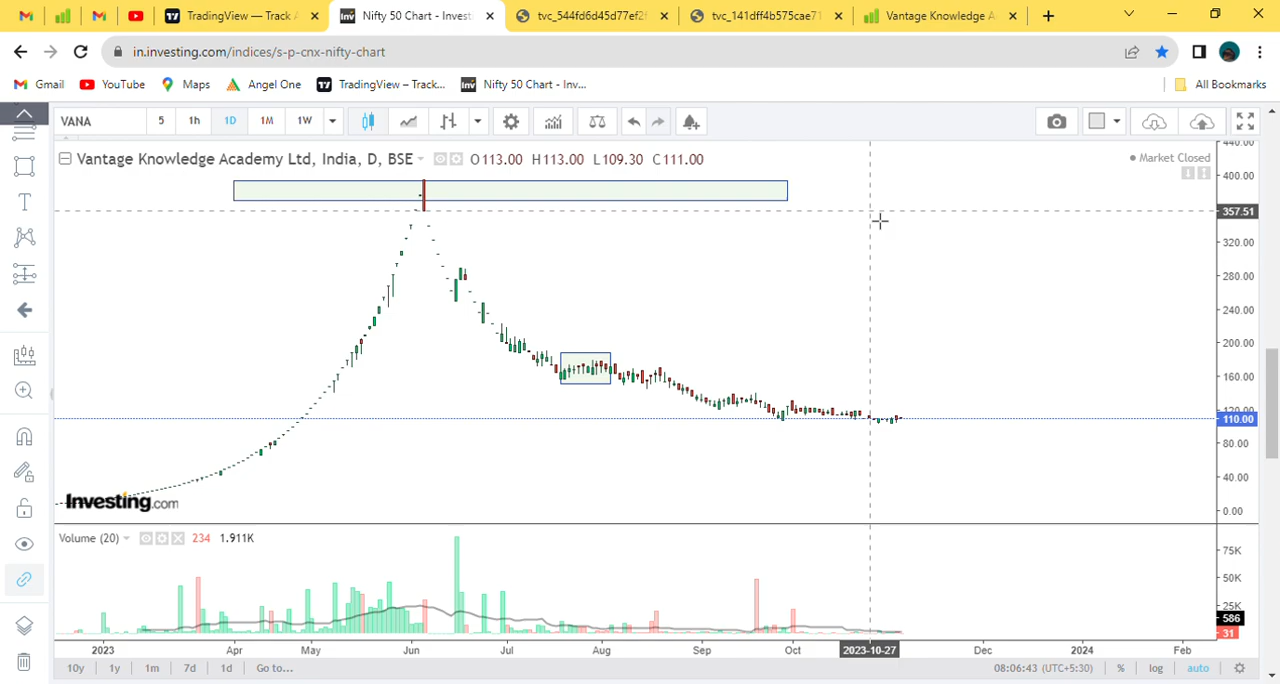 TradingView — Track A
Nifty 50 Chart - Invest
tvc_544fd6d45d77ef2f
tvc_141dff4b575cae71
Vantage Knowledge A
in.investing.com/indices/s-p-cnx-nifty-chart
Gmail
YouTube
Maps
Angel One
TradingView – Track...
Nifty 50 Chart - Inv...
All Bookmarks
VANA
5
1h
1D
1M
1W
Vantage Knowledge Academy Ltd, India, D, BSE
O113.00 H113.00 L109.30 C111.00
Market Closed
440.00
400.00
357.51
320.00
280.00
240.00
200.00
160.00
120.00
110.00
80.00
40.00
0.00
Investing.com
Volume (20)
234
1.911K
75K
50K
25K
586
31
2023
Apr
May
Jun
Jul
Aug
Sep
Oct
2023-10-27
Dec
2024
Feb
10y
1y
1m
7d
1d
Go to...
08:06:43 (UTC+5:30)
%
log
auto